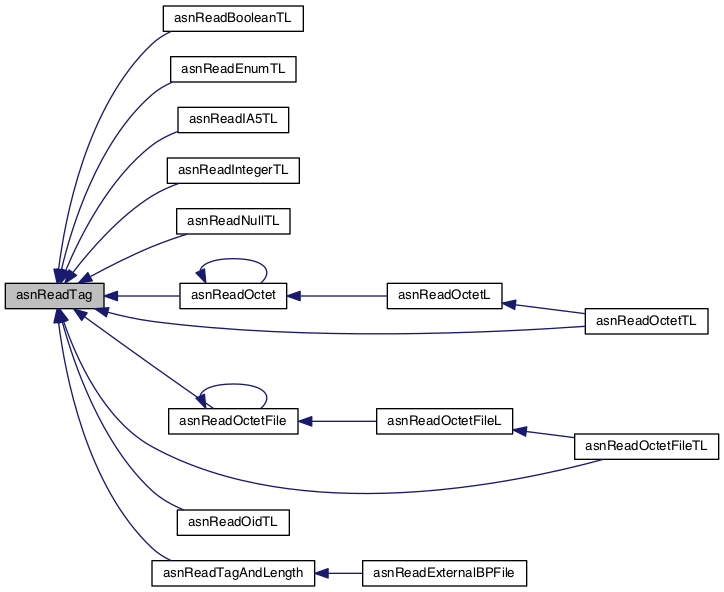 asnReadBooleanTL
asnReadEnumTL
asnReadIA5TL
asnReadIntegerTL
asnReadNullTL
asnReadTag
asnReadOctet
asnReadOctetL
asnReadOctetTL
asnReadOctetFile
asnReadOctetFileL
asnReadOctetFileTL
asnReadOidTL
asnReadTagAndLength
asnReadExternalBPFile